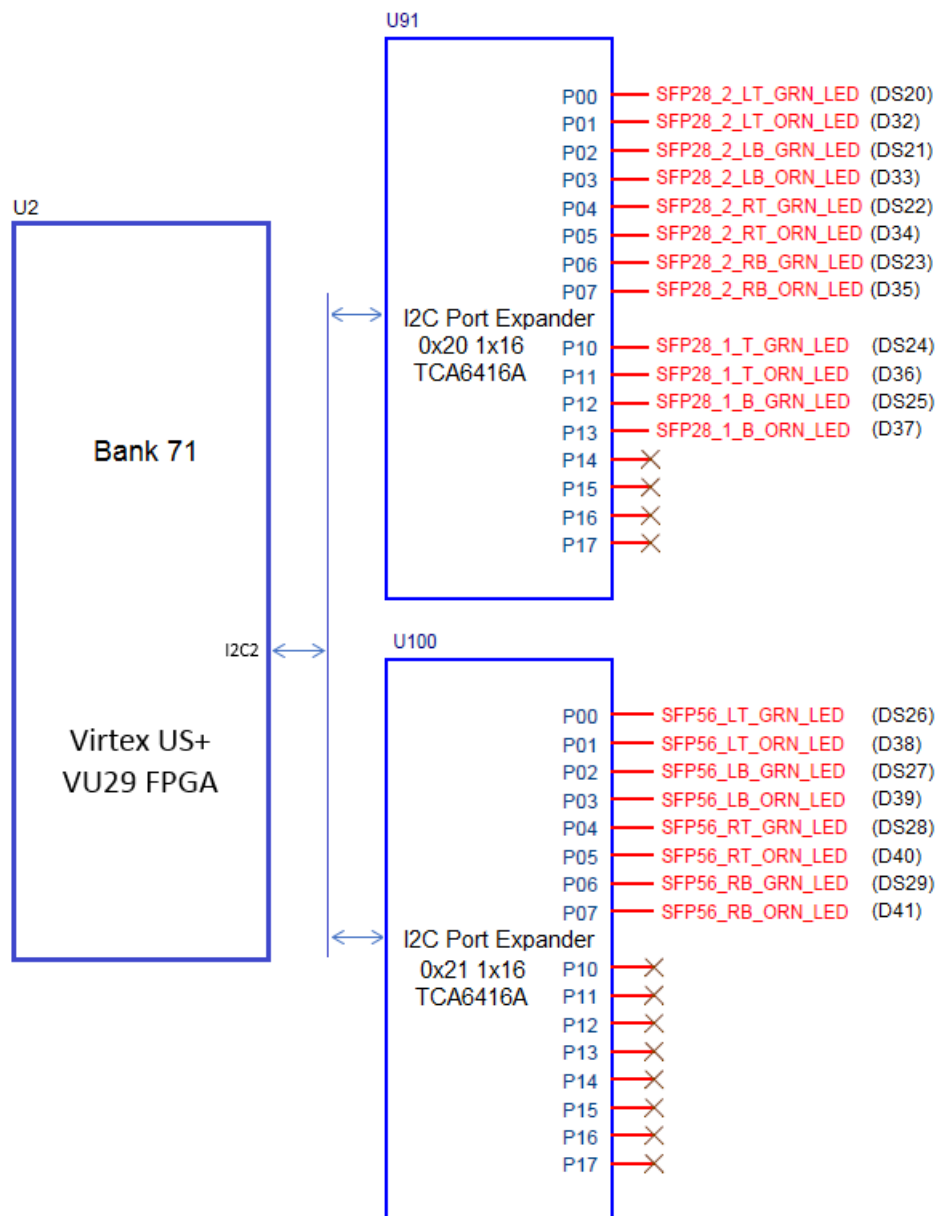 U91
P00 SFP28_2_LT_GRN_LED (DS20)
P01 SFP28_2_LT_ORN_LED (D32)
P02 SFP28_2_LB_GRN_LED (DS21)
P03 SFP28_2_LB_ORN_LED (D33)
P04 SFP28_2_RT_GRN_LED (DS22)
P05 SFP28_2_RT_ORN_LED (D34)
P06 SFP28_2_RB_GRN_LED (DS23)
P07 SFP28_2_RB_ORN_LED (D35)
I2C Port Expander
0x20 1x16
TCA6416A
P10 SFP28_1_T_GRN_LED (DS24)
P11 SFP28_1_T_ORN_LED (D36)
P12 SFP28_1_B_GRN_LED (DS25)
P13 SFP28_1_B_ORN_LED (D37)
P14
P15
P16
P17
U2
Bank 71
I2C2
Virtex US+
VU29 FPGA
U100
P00 SFP56_LT_GRN_LED (DS26)
P01 SFP56_LT_ORN_LED (D38)
P02 SFP56_LB_GRN_LED (DS27)
P03 SFP56_LB_ORN_LED (D39)
P04 SFP56_RT_GRN_LED (DS28)
P05 SFP56_RT_ORN_LED (D40)
P06 SFP56_RB_GRN_LED (DS29)
P07 SFP56_RB_ORN_LED (D41)
I2C Port Expander
0x21 1x16
TCA6416A
P10
P11
P12
P13
P14
P15
P16
P17